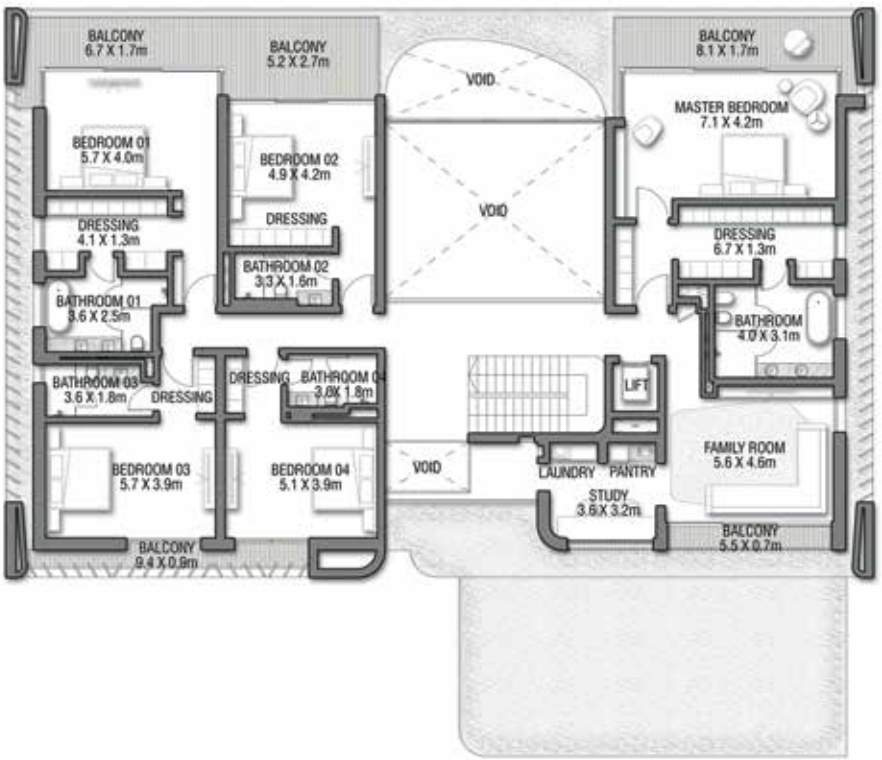 BALCONY
6.7 X 1.7m
BALCONY
5.2 X 2.7m
VOID
BALCONY
8.1 X 1.7m
MASTER BEDROOM
7.1 X 4.2m
BEDROOM 01
5.7 X 4.0m
BEDROOM 02
4.9 X 4.2m
DRESSING
VOID
DRESSING
4.1 X 1.3m
DRESSING
6.7 X 1.3m
BATHROOM 02
3.3 X 1.6m
BATHROOM 01
3.6 X 2.5m
BATHROOM
4.0 X 3.1m
BATHROOM 03
3.6 X 1.8m
DRESSING
DRESSING
BATHROOM 04
3.6X 1.8m
LIFT
FAMILY ROOM
5.6 X 4.6m
BEDROOM 03
5.7 X 3.9m
BEDROOM 04
5.1 X 3.9m
VOID
LAUNDRY
PANTRY
STUDY
3.6 X 3.2m
BALCONY
5.5 X 0.7m
BALCONY
9.4 X 0.9m